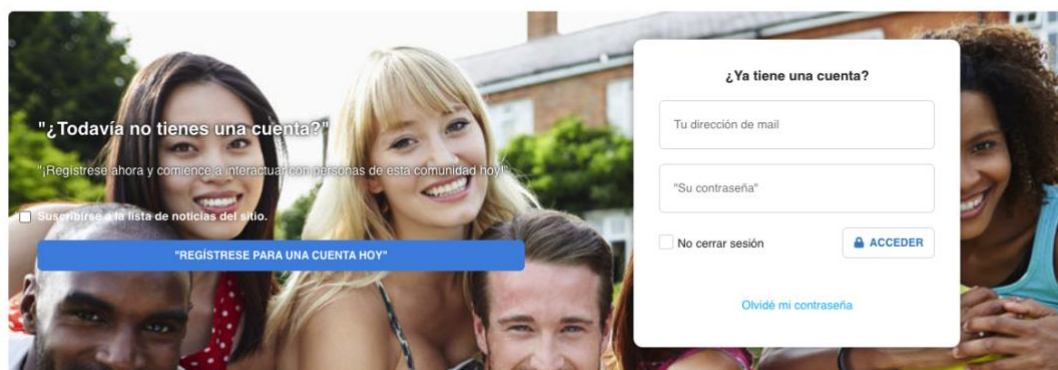 "¿Todavía no tienes una cuenta?"
"¡Regístrese ahora y comience a interactuar con personas de esta comunidad hoy!"
Suscribirse a la lista de noticias del sitio.
"REGÍSTRESE PARA UNA CUENTA HOY"
¿Ya tiene una cuenta?
Tu dirección de mail
"Su contraseña"
No cerrar sesión
ACCEDER
Olvidé mi contraseña